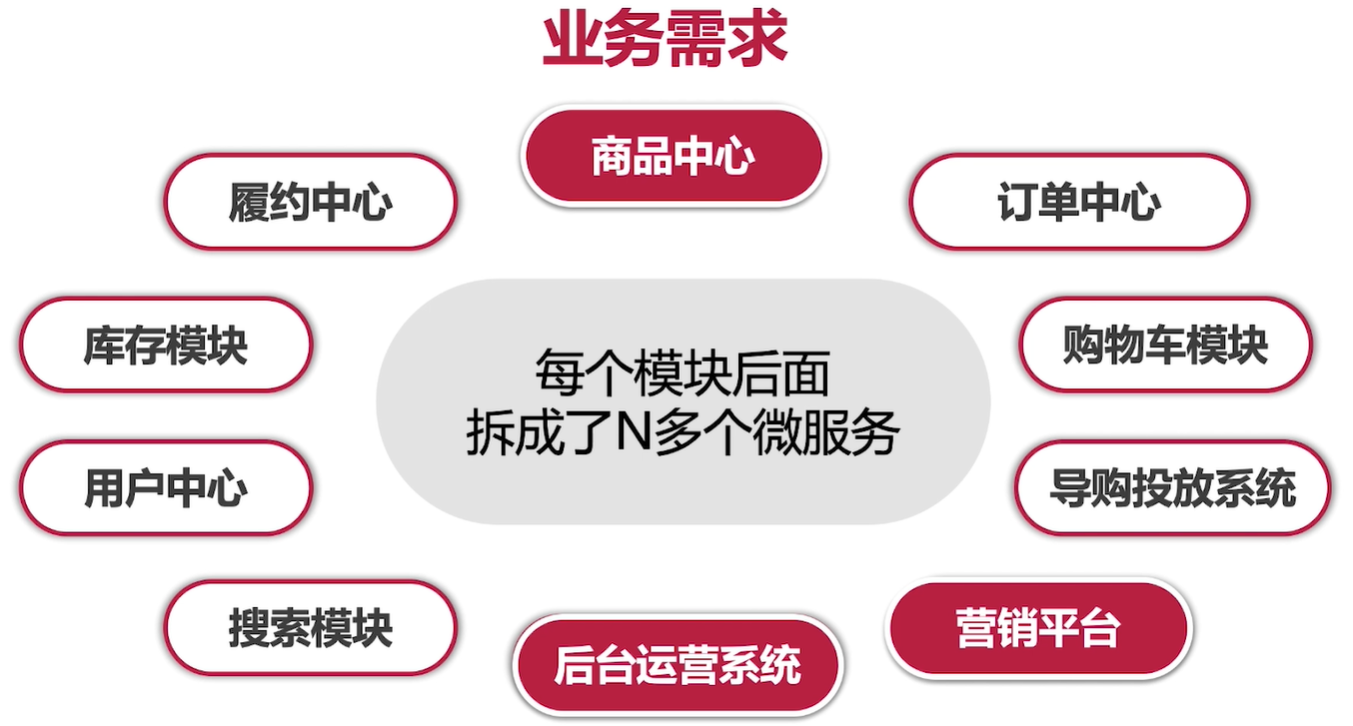 业务需求
商品中心
履约中心
订单中心
库存模块
购物车模块
每个模块后面
拆成了N多个微服务
用户中心
导购投放系统
搜索模块
营销平台
后台运营系统